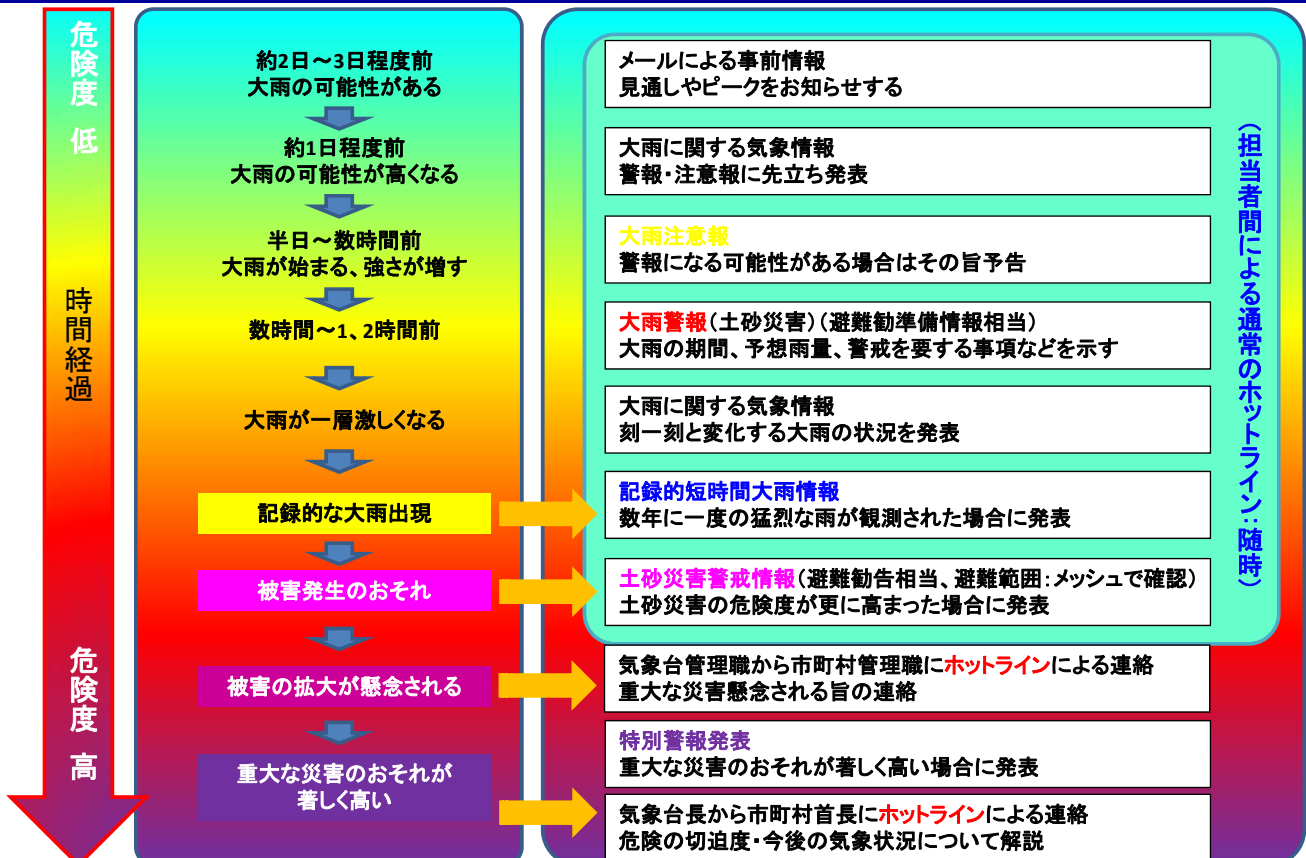 危険度 低
時間経過
危険度 高
約2日～3日程度前
大雨の可能性がある
約1日程度前
大雨の可能性が高くなる
半日～数時間前
大雨が始まる、強さが増す
数時間～1、2時間前
大雨が一層激しくなる
記録的な大雨出現
被害発生のおそれ
被害の拡大が懸念される
重大な災害のおそれが
著しく高い
メールによる事前情報
見通しやピークをお知らせする
大雨に関する気象情報
警報・注意報に先立ち発表
大雨注意報
警報になる可能性がある場合はその旨予告
大雨警報(土砂災害)(避難勧準備情報相当)
大雨の期間、予想雨量、警戒を要する事項などを示す
大雨に関する気象情報
刻一刻と変化する大雨の状況を発表
記録的短時間大雨情報
数年に一度の猛烈な雨が観測された場合に発表
土砂災害警戒情報(避難勧告相当、避難範囲:メッシュで確認)
土砂災害の危険度が更に高まった場合に発表
気象台管理職から市町村管理職にホットラインによる連絡
重大な災害懸念される旨の連絡
特別警報発表
重大な災害のおそれが著しく高い場合に発表
気象台長から市町村首長にホットラインによる連絡
危険の切迫度・今後の気象状況について解説
(担当者間による通常のホットライン:随時)